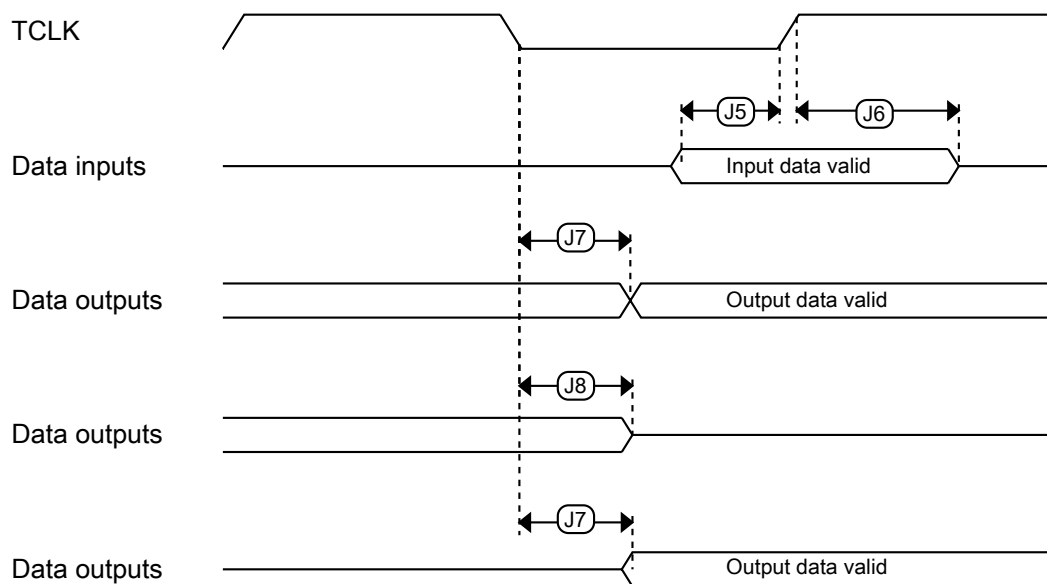 TCLK
J5
J6
Data inputs
Input data valid
J7
Data outputs
Output data valid
J8
Data outputs
J7
Data outputs
Output data valid